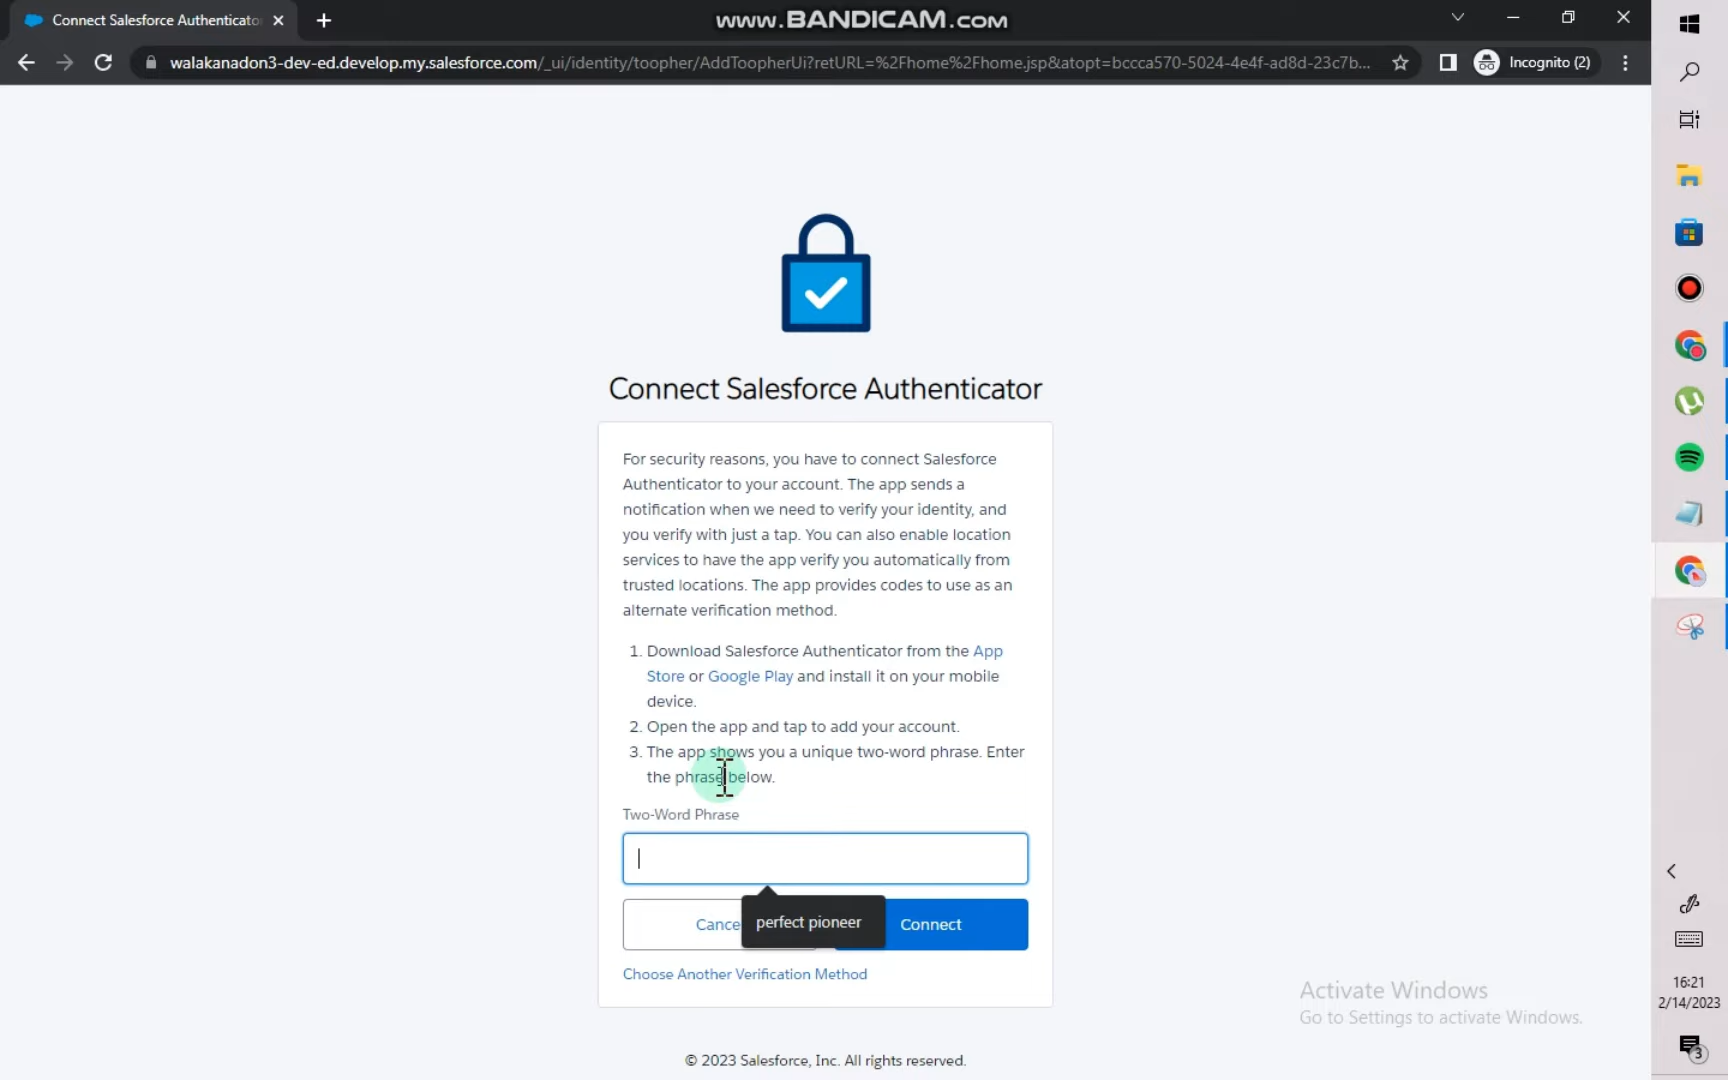 Connect Salesforce Authenticato
www.BANDICAM.com
walakanadon3-dev-ed.develop.my.salesforce.com/_ui/identity/toopher/AddToopherUi?retURL=%2Fhome%2Fhome.jsp&atopt=bccca570-5024-4e4f-ad8d-23c7b...
Incognito (2)
Connect Salesforce Authenticator
For security reasons, you have to connect Salesforce
Authenticator to your account. The app sends a
notification when we need to verify your identity, and
you verify with just a tap. You can also enable location
services to have the app verify you automatically from
trusted locations. The app provides codes to use as an
alternate verification method.
1. Download Salesforce Authenticator from the App
Store or Google Play and install it on your mobile
device.
2. Open the app and tap to add your account.
3. The app shows you a unique two-word phrase. Enter
the phrase below.
Two-Word Phrase
Cance
perfect pioneer
Connect
Choose Another Verification Method
Activate Windows
Go to Settings to activate Windows.
© 2023 Salesforce, Inc. All rights reserved.
16:21
2/14/2023
3